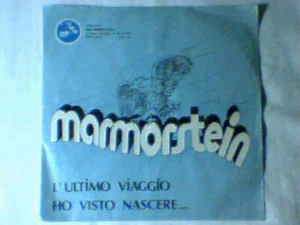 marmorstein
L'ULTIMO VIAGGIO
HO VISTO NASCERE...